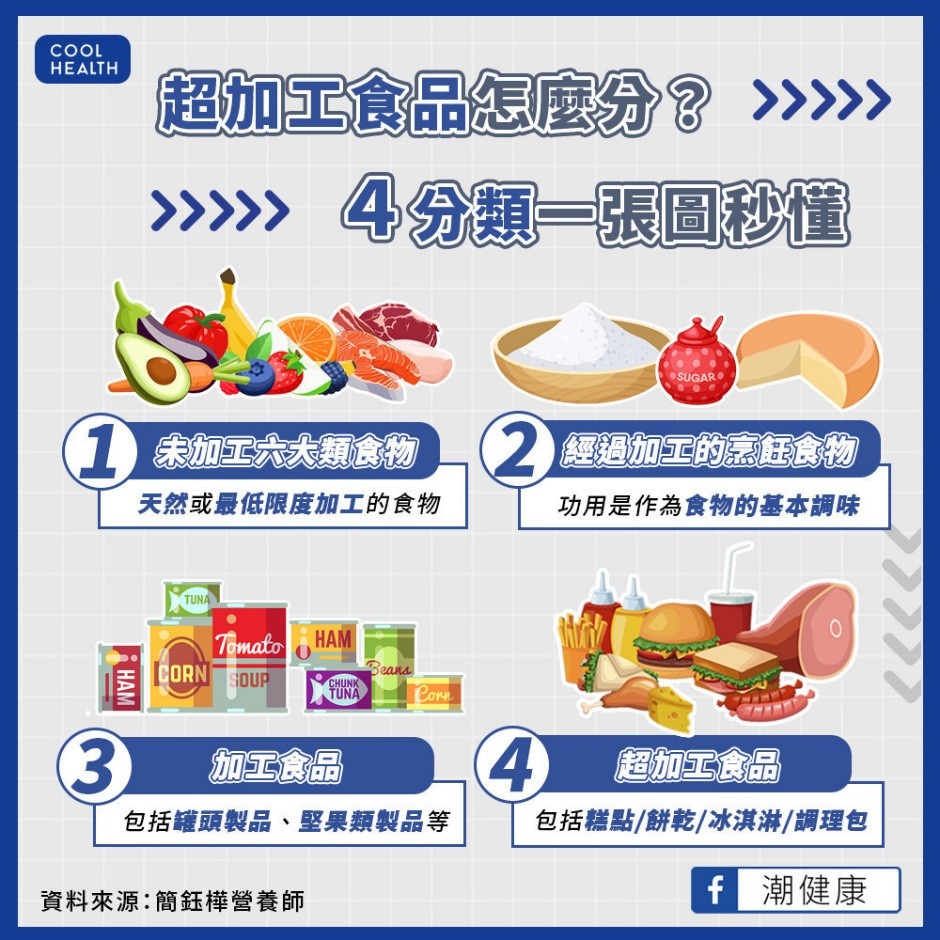 COOL
HEALTH
超加工食品怎麼分？
4分類一張圖秒懂
SUGAR
1 未加工六大類食物
天然或最低限度加工的食物
2 經過加工的烹飪食物
功用是作為食物的基本調味
TUNA
HAM
CORN
Tomato
SOUP
HAM
CHUNK
TUNA
Beans
Corn
3 加工食品
包括罐頭製品、堅果類製品等
4 超加工食品
包括糕點/餅乾/冰淇淋/調理包
資料來源：簡鈺樺營養師
f 潮健康